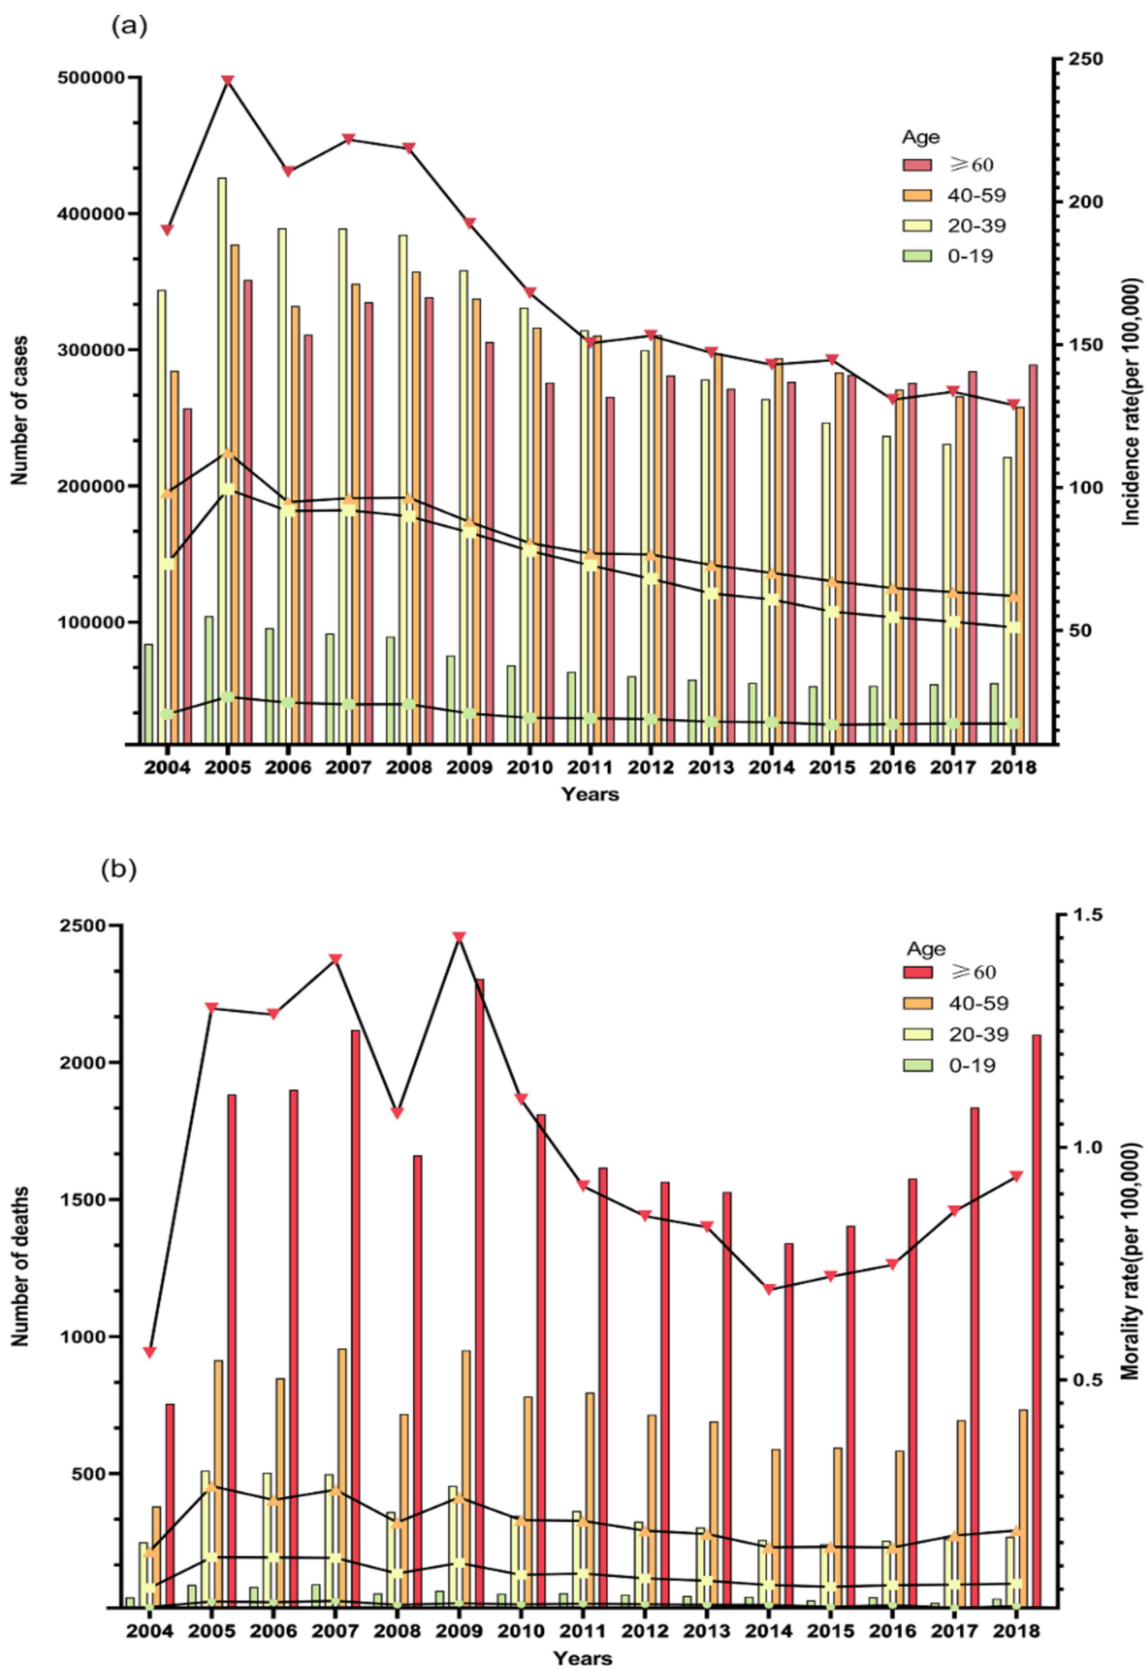 (a)
Number of cases
500000
400000
300000
200000
100000
250
200
150
100
50
Incidence rate(per 100,000)
Age
⩾60
40-59
20-39
0-19
2004 2005 2006 2007 2008 2009 2010 2011 2012 2013 2014 2015 2016 2017 2018
Years
(b)
Number of deaths
2500
2000
1500
1000
500
1.5
1.0
0.5
Morality rate(per 100,000)
Age
⩾60
40-59
20-39
0-19
2004 2005 2006 2007 2008 2009 2010 2011 2012 2013 2014 2015 2016 2017 2018
Years